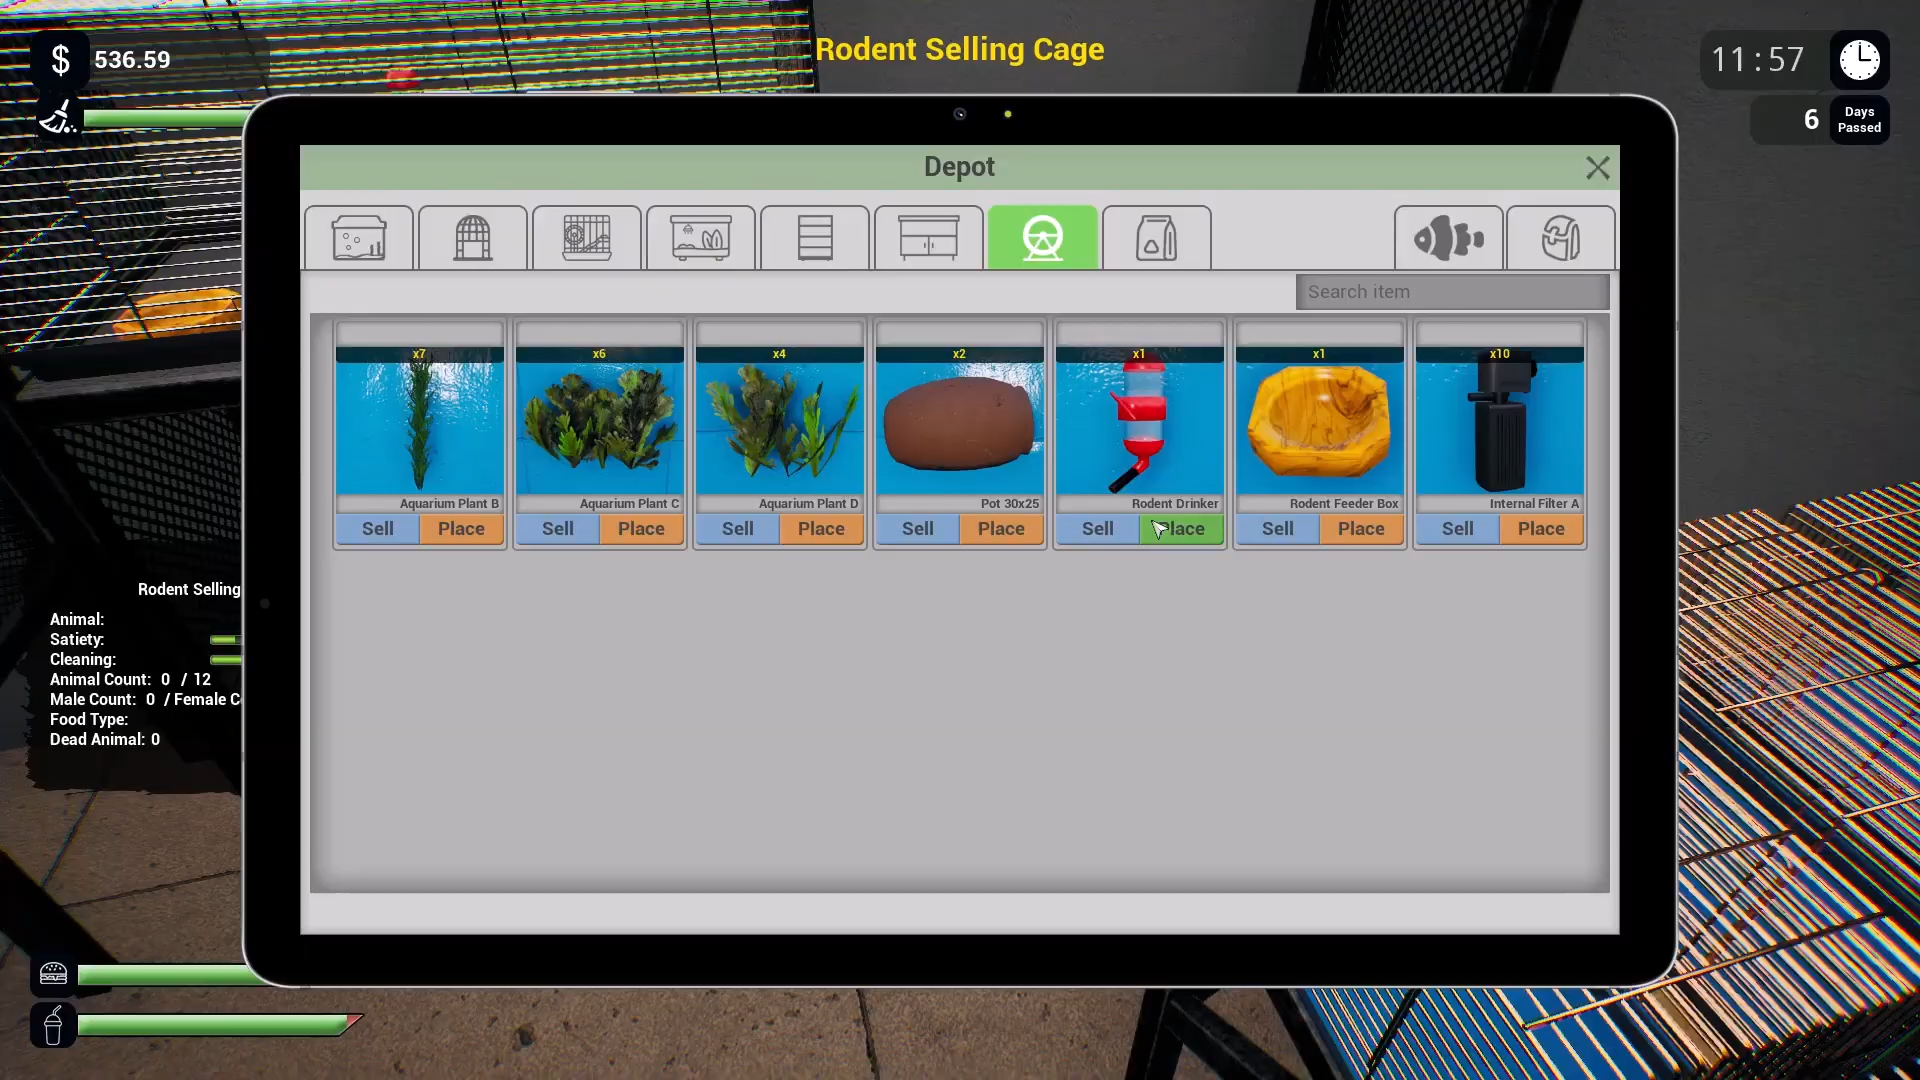 $ 536.59
Rodent Selling Cage
11:57
6 Days Passed
Depot
Search item
x7
x6
x4
x2
x1
x1
x10
Aquarium Plant B
Aquarium Plant C
Aquarium Plant D
Pot 30x25
Rodent Drinker
Rodent Feeder Box
Internal Filter A
Sell Place
Sell Place
Sell Place
Sell Place
Sell Place
Sell Place
Sell Place
Rodent Selling
Animal:
Satiety:
Cleaning:
Animal Count: 0 / 12
Male Count: 0 / Female C
Food Type:
Dead Animal: 0